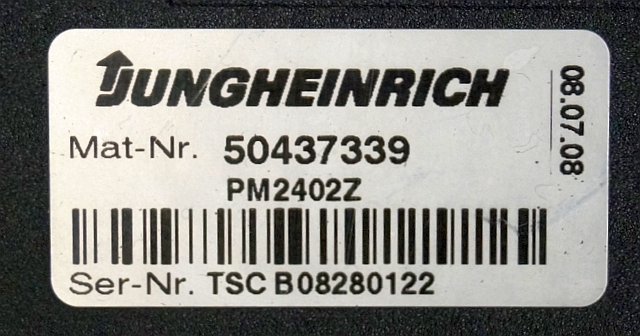 JUNGHEINRICH
08.07.08
Mat-Nr. 50437339
PM2402Z
Ser-Nr. TSC B08280122